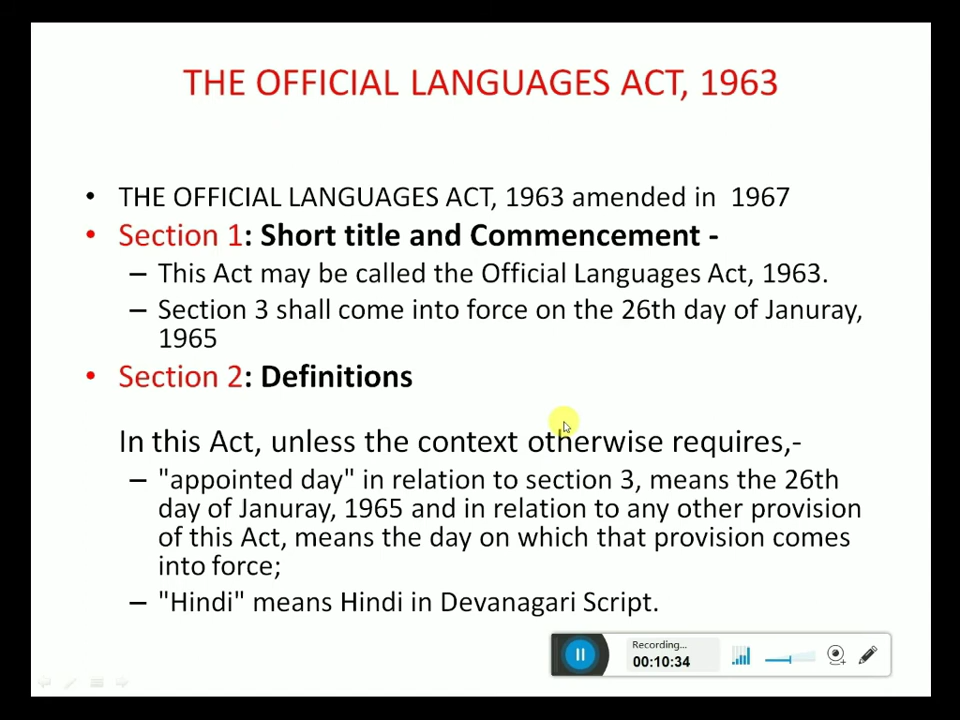 THE OFFICIAL LANGUAGES ACT, 1963
• THE OFFICIAL LANGUAGES ACT, 1963 amended in 1967
• Section 1: Short title and Commencement -
– This Act may be called the Official Languages Act, 1963.
– Section 3 shall come into force on the 26th day of Januray,
1965
• Section 2: Definitions
In this Act, unless the context otherwise requires,-
– "appointed day" in relation to section 3, means the 26th
day of Januray, 1965 and in relation to any other provision
of this Act, means the day on which that provision comes
into force;
– "Hindi" means Hindi in Devanagari Script.
Recording...
00:10:34